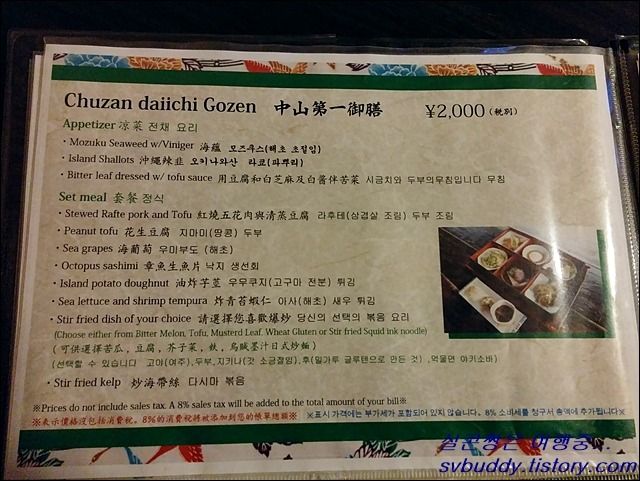 Chuzan daiichi Gozen 中山第一御膳 ¥2,000 (税別)
Appetizer 涼菜 전채 요리
・Mozuku Seaweed w/Viniger 海蘊 모즈쿠스(해초 초절임)
・Island Shallots 沖縄辣韮 오키나와산 락쿄(파뿌리)
・Bitter leaf dressed w/ tofu sauce 用豆腐和白芝麻及白醬伴苦菜 시금치와 두부의무침입니다 무침
Set meal 套餐 정식
・Stewed Rafte pork and Tofu 紅燒五花肉與清蒸豆腐 라후테(삼겹살 조림) 두부 조림
・Peanut tofu 花生豆腐 지마미(땅콩) 두부
・Sea grapes 海葡萄 우미부도 (해초)
・Octopus sashimi 章魚生魚片 낙지 생선회
・Island potato doughnut 油炸芋荳 우무쿠지(고구마 전분) 튀김
・Sea lettuce and shrimp tempura 炸青苔蝦仁 아사(해초) 새우 튀김
・Stir fried dish of your choice 請選擇您喜歡爆炒 당신의 선택의 볶음 요리
(Choose either from Bitter Melon, Tofu, Musterd Leaf, Wheat Gluten or Stir fried Squid ink noodle)
(可供選擇苦瓜, 豆腐, 芥子菜, 麩, 烏賊墨汁日式炒麵)
(선택할 수 있습니다 고야(여주),두부,지키나(갓 소금절임),후(밀가루 글루텐으로 만든 것) ,먹물면 야키소바)
・Stir fried kelp 炒海帶絲 다시마 볶음
※Prices do not include sales tax. A 8% sales tax will be added to the total amount of your bill※
※表示價格沒包括消費稅。8%的消費稅將被添加到您的帳單總額※ ※표시 가격에는 부가세가 포함되어 있지 않습니다. 8% 소비세를 청구서 총액에 추가됩니다※
svbuddy.tistory.com